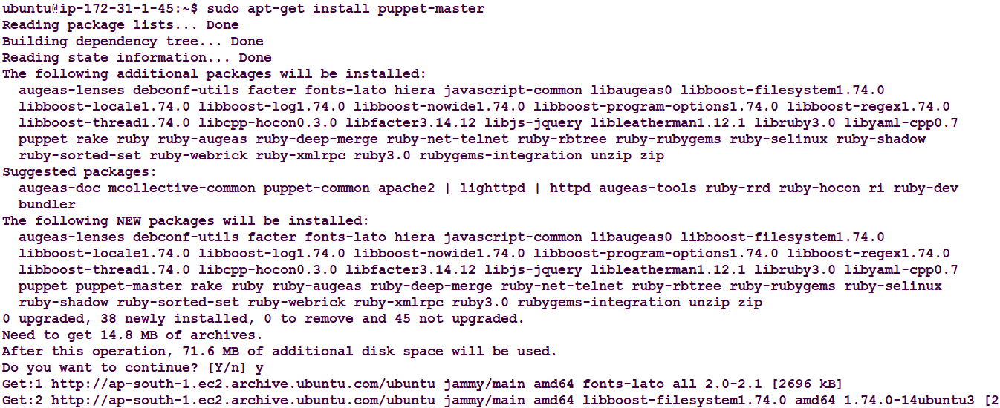 ubuntu@ip-172-31-1-45:~$ sudo apt-get install puppet-master
Reading package lists... Done
Building dependency tree... Done
Reading state information... Done
The following additional packages will be installed:
augeas-lenses debconf-utils facter fonts-lato hiera javascript-common libaugeas0 libboost-filesystem1.74.0
libboost-locale1.74.0 libboost-log1.74.0 libboost-nowide1.74.0 libboost-program-options1.74.0 libboost-regex1.74.0
libboost-thread1.74.0 libcpp-hocon0.3.0 libfacter3.14.12 libjs-jquery libleatherman1.12.1 libruby3.0 libyaml-cpp0.7
puppet rake ruby ruby-augeas ruby-deep-merge ruby-net-telnet ruby-rbtree ruby-rubygems ruby-selinux ruby-shadow
ruby-sorted-set ruby-webrick ruby-xmlrpc ruby3.0 rubygems-integration unzip zip
Suggested packages:
augeas-doc mcollective-common puppet-common apache2 | lighttpd | httpd augeas-tools ruby-rrd ruby-hocon ri ruby-dev
bundler
The following NEW packages will be installed:
augeas-lenses debconf-utils facter fonts-lato hiera javascript-common libaugeas0 libboost-filesystem1.74.0
libboost-locale1.74.0 libboost-log1.74.0 libboost-nowide1.74.0 libboost-program-options1.74.0 libboost-regex1.74.0
libboost-thread1.74.0 libcpp-hocon0.3.0 libfacter3.14.12 libjs-jquery libleatherman1.12.1 libruby3.0 libyaml-cpp0.7
puppet puppet-master rake ruby ruby-augeas ruby-deep-merge ruby-net-telnet ruby-rbtree ruby-rubygems ruby-selinux
ruby-shadow ruby-sorted-set ruby-webrick ruby-xmlrpc ruby3.0 rubygems-integration unzip zip
0 upgraded, 38 newly installed, 0 to remove and 45 not upgraded.
Need to get 14.8 MB of archives.
After this operation, 71.6 MB of additional disk space will be used.
Do you want to continue? [Y/n] y
Get:1 http://ap-south-1.ec2.archive.ubuntu.com/ubuntu jammy/main amd64 fonts-lato all 2.0-2.1 [2696 kB]
Get:2 http://ap-south-1.ec2.archive.ubuntu.com/ubuntu jammy/main amd64 libboost-filesystem1.74.0 amd64 1.74.0-14ubuntu3 [2